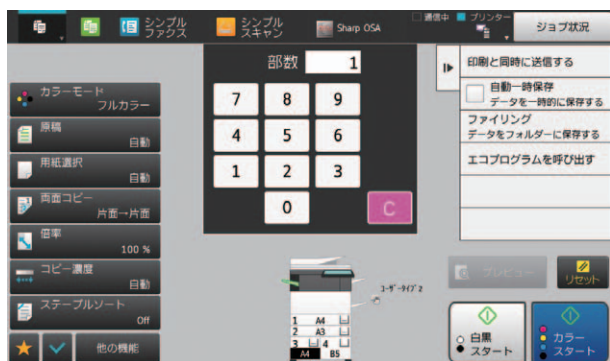 シンプル
ファクス
シンプル
スキャン
Sharp OSA
通信中
プリンター
ジョブ状況
カラーモード
フルカラー
原稿
自動
用紙選択
自動
両面コピー
片面→片面
倍率
100 %
コピー濃度
自動
ステープルソート
Off
他の機能
部数
1
7 8 9
4 5 6
1 2 3
0 C
ユーザータイプ2
1 A4
2 A3
3 4
A4 B5
印刷と同時に送信する
自動一時保存
データを一時的に保存する
ファイリング
データをフォルダーに保存する
エコプログラムを呼び出す
プレビュー
リセット
白黒
スタート
カラー
スタート